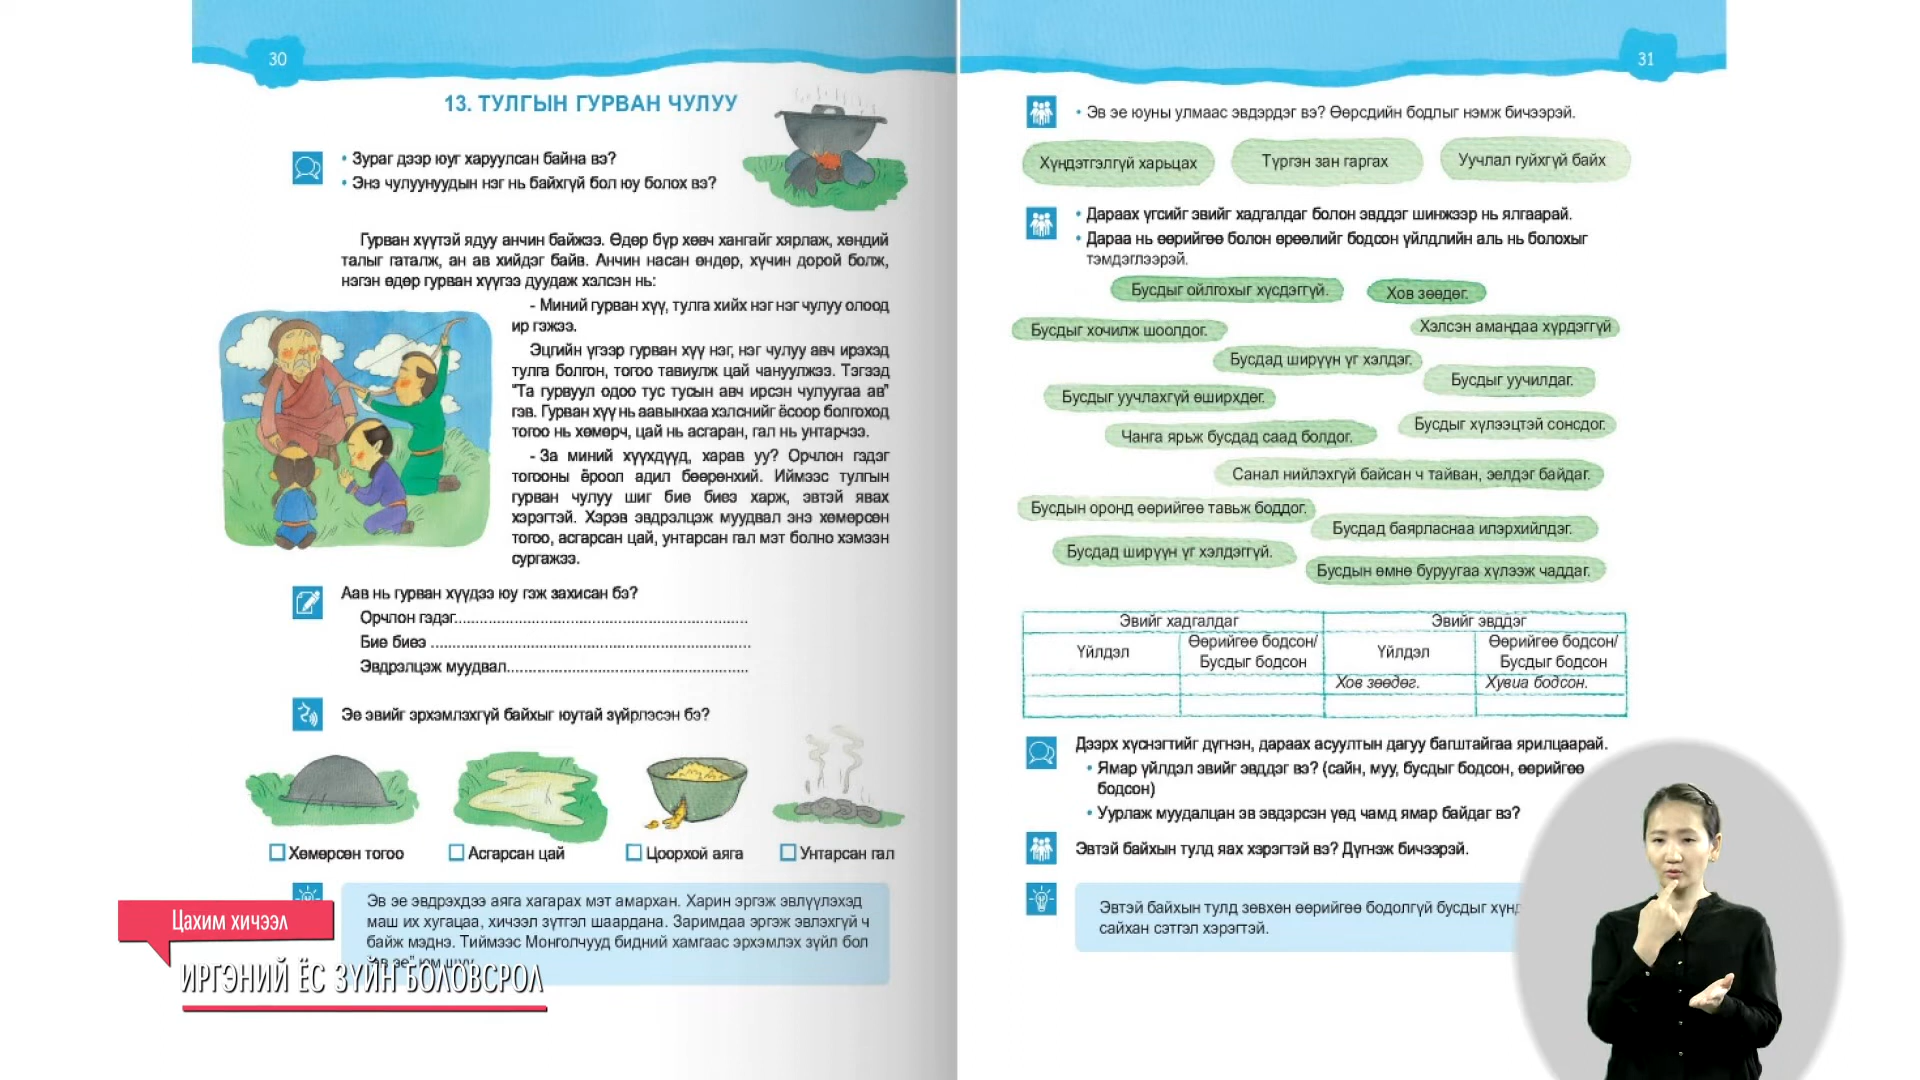 30
13. ТУЛГЫН ГУРВАН ЧУЛУУ
• Зураг дээр юуг харуулсан байна вэ?
• Энэ чулуунуудын нэг нь байхгүй бол юу болох вэ?
Гурван хүүтэй ядуу анчин байжээ. Өдөр бүр хөвч хангайг хярлаж, хөндий
талыг гаталж, ан ав хийдэг байв. Анчин насан өндөр, хүчин дорой болж,
нэгэн өдөр гурван хүүгээ дуудаж хэлсэн нь:
- Миний гурван хүү, тулга хийх нэг нэг чулуу олоод
ир гэжээ.
Эцгийн үгээр гурван хүү нэг, нэг чулуу авч ирэхэд
тулга болгон, тогоо тавиулж цай чануулжээ. Тэгээд
"Та гурвуул одоо тус тусын авч ирсэн чулуугаа ав"
гэв. Гурван хүү нь аавынхаа хэлснийг ёсоор болгоход
тогоо нь хөмөрч, цай нь асгаран, гал нь унтарчээ.
- За миний хүүхдүүд, харав уу? Орчлон гэдэг
тогооны ёроол адил бөөрөнхий. Иймээс тулгын
гурван чулуу шиг бие биеэ харж, эвтэй явах
хэрэгтэй. Хэрэв эвдрэлцэж муудвал энэ хөмөрсөн
тогоо, асгарсан цай, унтарсан гал мэт болно хэмээн
сургажээ.
Аав нь гурван хүүдээ юу гэж захисан бэ?
Орчлон гэдэг......................................................................
Бие биеэ ............................................................................
Эвдрэлцэж муудвал.........................................................
Эе эвийг эрхэмлэхгүй байхыг юутай зүйрлэсэн бэ?
Хөмөрсөн тогоо
Асгарсан цай
Цоорхой аяга
Унтарсан гал
Эв эе эвдрэхдээ аяга хагарах мэт амархан. Харин эргэж эвлүүлэхэд
маш их хугацаа, хичээл зүтгэл шаардана. Заримдаа эргэж эвлэхгүй ч
байж мэднэ. Тиймээс Монголчууд бидний хамгаас эрхэмлэх зүйл бол
эе" юм шүү.
Цахим хичээл
ИРГЭНИЙ ЁС ЗҮЙН БОЛОВСРОЛ
31
• Эв эе юуны улмаас эвдэрдэг вэ? Өөрсдийн бодлыг нэмж бичээрэй.
Хүндэтгэлгүй харьцах
Түргэн зан гаргах
Уучлал гуйхгүй байх
• Дараах үгсийг эвийг хадгалдаг болон эвддэг шинжээр нь ялгаарай.
• Дараа нь өөрийгөө болон өрөөлийг бодсон үйлдлийн аль нь болохыг
тэмдэглээрэй.
Бусдыг ойлгохыг хүсдэггүй.
Хов зөөдөг.
Бусдыг хочилж шоолдог.
Хэлсэн амандаа хүрдэггүй
Бусдад ширүүн үг хэлдэг.
Бусдыг уучилдаг.
Бусдыг уучлахгүй өширхдөг.
Бусдыг хүлээцтэй сонсдог.
Чанга ярьж бусдад саад болдог.
Санал нийлэхгүй байсан ч тайван, эелдэг байдаг.
Бусдын оронд өөрийгөө тавьж боддог.
Бусдад баярласнаа илэрхийлдэг.
Бусдад ширүүн үг хэлдэггүй.
Бусдын өмнө буруугаа хүлээж чаддаг.
Эвийг хадгалдаг Эвийг эвддэг
Үйлдэл Өөрийгөө бодсон/ Үйлдэл Өөрийгөө бодсон/
Бусдыг бодсон Бусдыг бодсон
Хов зөөдөг. Хувиа бодсон.
Дээрх хүснэгтийг дүгнэн, дараах асуултын дагуу багштайгаа ярилцаарай.
• Ямар үйлдэл эвийг эвддэг вэ? (сайн, муу, бусдыг бодсон, өөрийгөө
бодсон)
• Уурлаж муудалцан эв эвдэрсэн үед чамд ямар байдаг вэ?
Эвтэй байхын тулд яах хэрэгтэй вэ? Дүгнэж бичээрэй.
Эвтэй байхын тулд зөвхөн өөрийгөө бодолгүй бусдыг
сайхан сэтгэл хэрэгтэй.